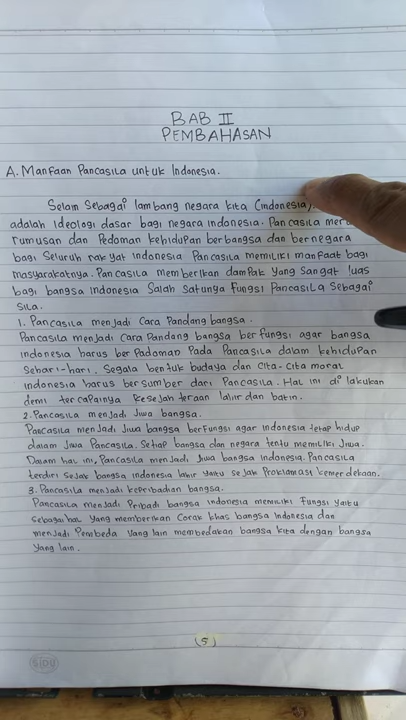 BAB II
PEMBAHASAN
A. Manfaan Pancasila untuk Indonesia.
Selain Sebagai lambang negara kita (indonesia)
adalah Ideologi dasar bagi negara indonesia. Pancasila
rumusan dan Pedoman kehidupan berbangsa dan bernegara
bagi Seluruh rakyat indonesia Pancasila memiliki manfaat bagi
masyarakatnya. Pancasila memberikan dampak yang sangat luas
bagi bangsa indonesia Salah Satunya Fungsi Pancasila Sebagai
Sila.
1. Pancasila menjadi Cara Pandang bangsa.
Pancasila menjadi Cara Pandang bangsa berfungsi agar bangsa
indonesia harus berPadoman Pada Pancasila dalam kehidupan
Sehari-hari. Segala bentuk budaya dan Cita-Cita moral
indonesia harus bersumber dari Pancasila. Hal ini di lakukan
demi tercapainya Kesejahteraan lahir dan batin.
2. Pancasila menjadi Jiwa bangsa.
Pancasila menjadi Jiwa bangsa berfungsi agar indonesia tetap hidup
dalam Jiwa Pancasila. Setiap bangsa dan negara tentu memiliki Jiwa.
Dalam hal ini, Pancasila menjadi Jiwa bangsa indonesia. Pancasila
terdiri Sejak bangsa indonesia lahir yaitu sejak Proklamasi kemerdekaan.
3. Pancasila menjadi kepribadian bangsa.
Pancasila menjadi Pribadi bangsa indonesia memiliki Fungsi yaitu
Sebagai hal yang memberikan Corak khas bangsa Indonesia dan
menjadi Pembeda yang lain membedakan bangsa kita dengan bangsa
yang lain.
(5)
SIDU